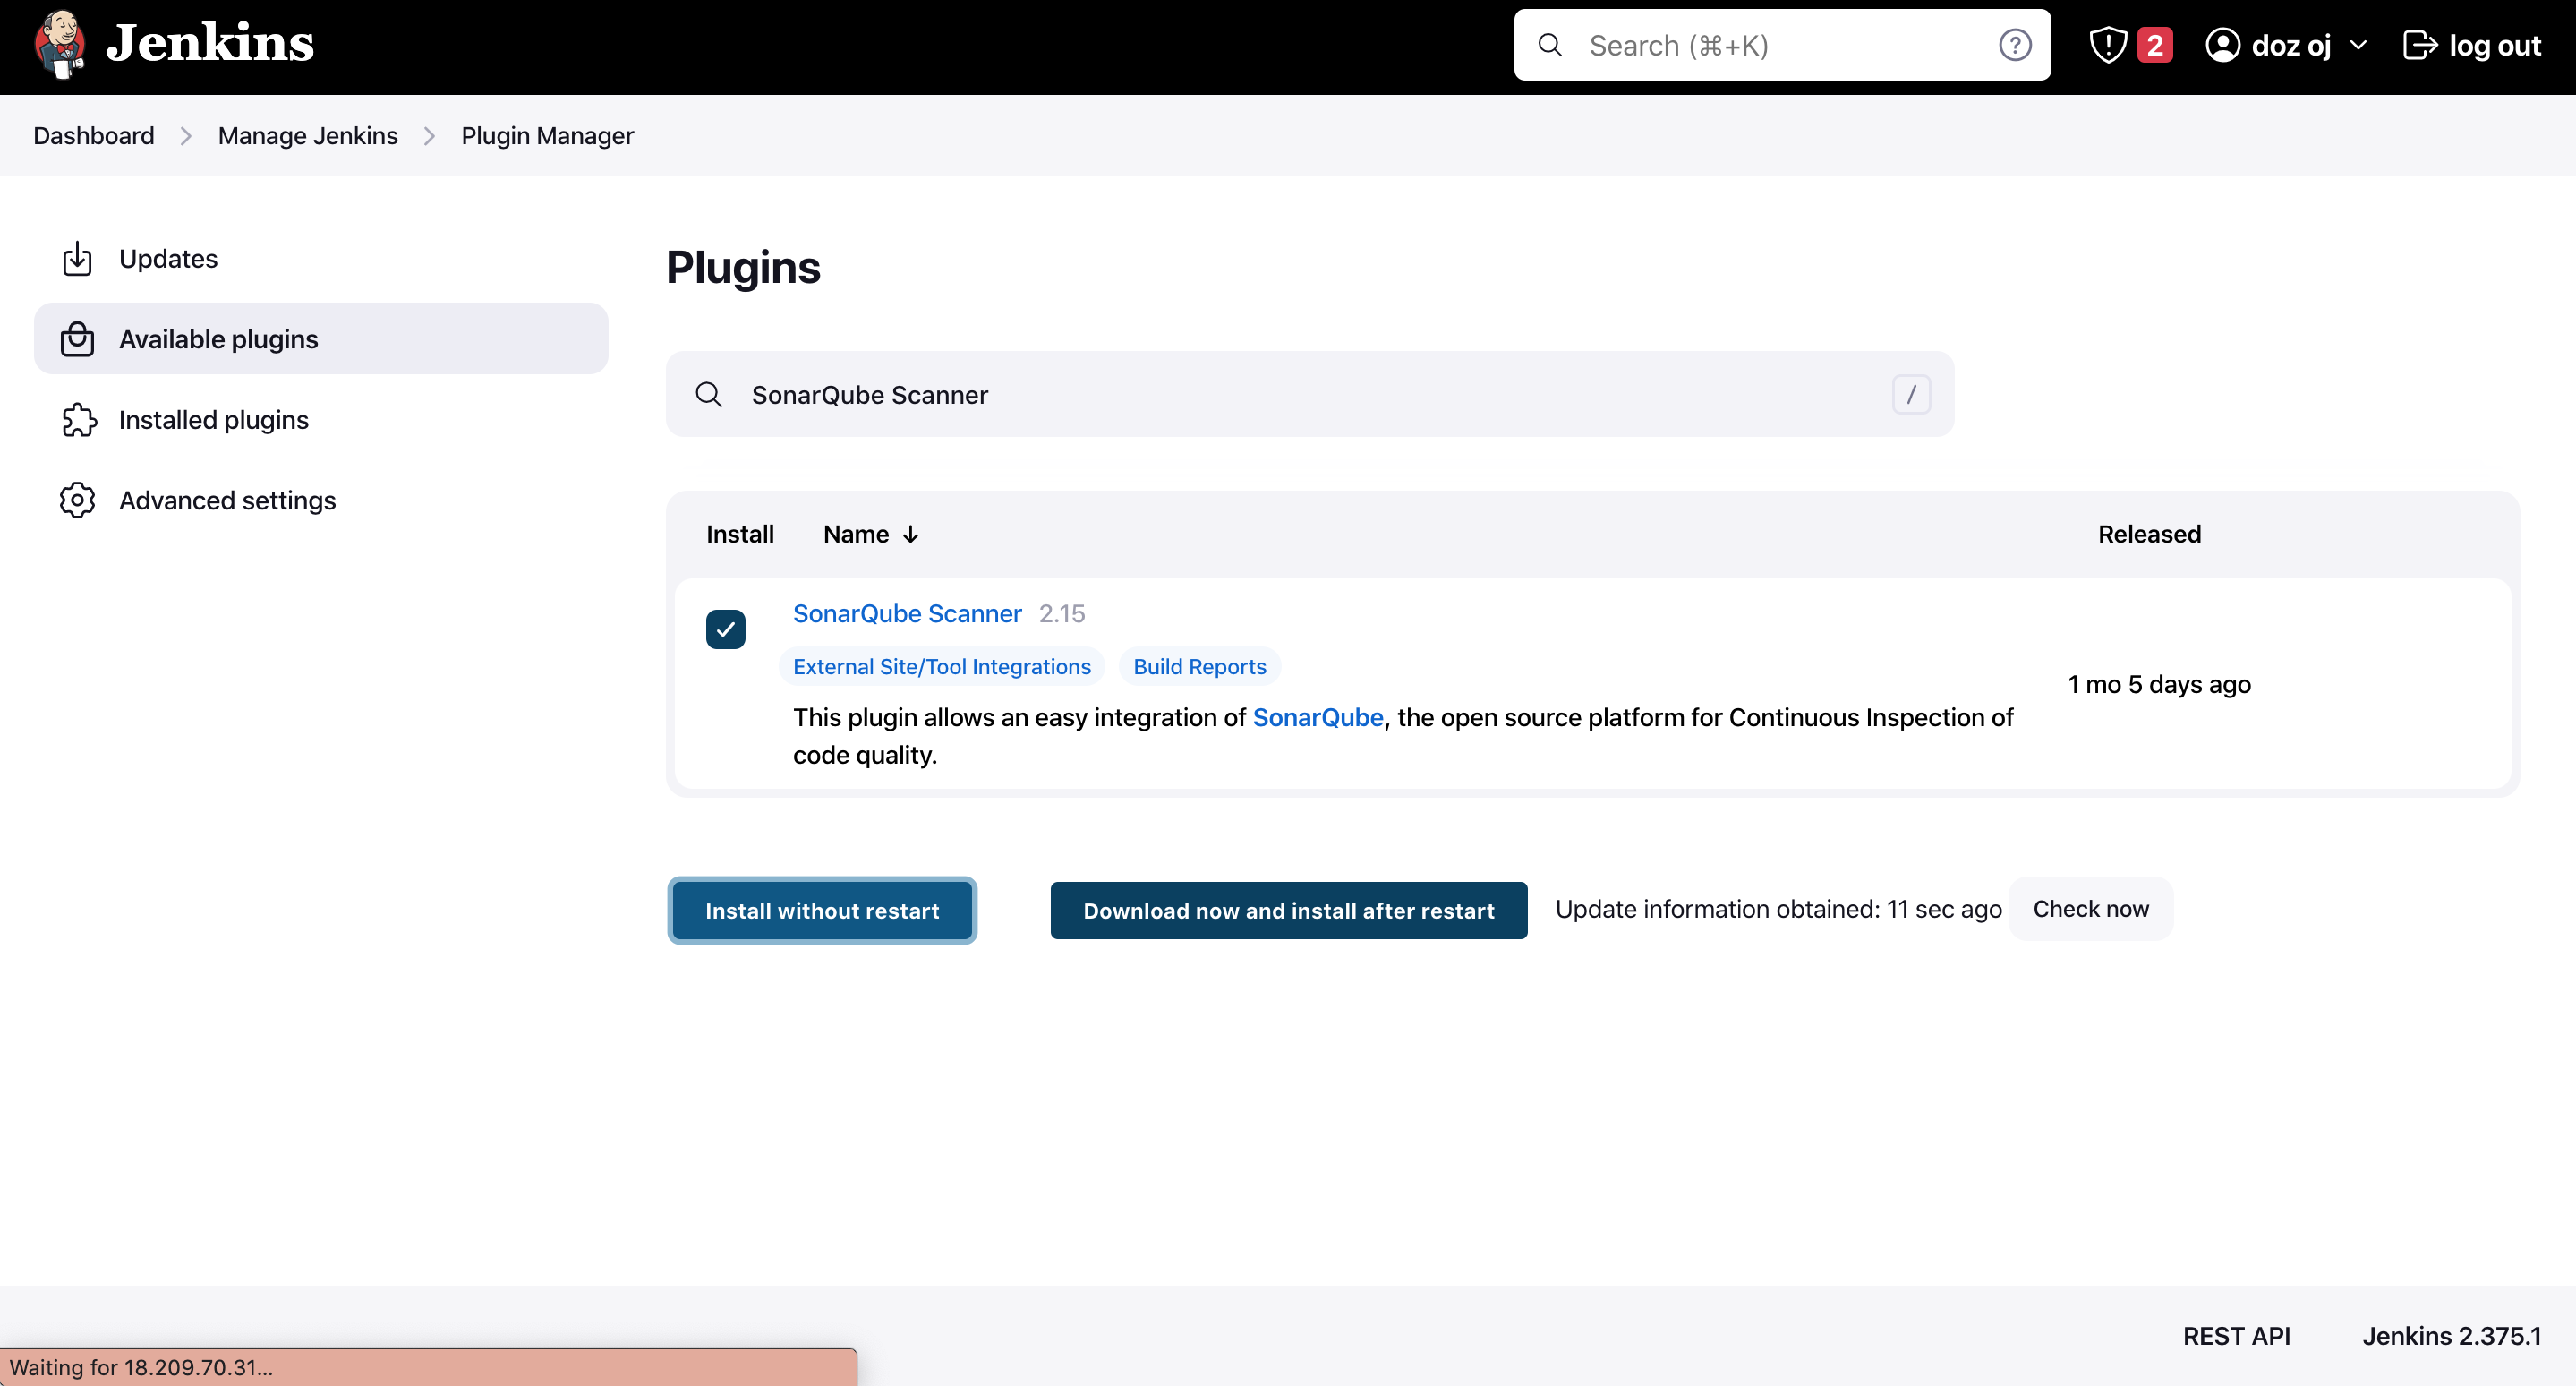 Jenkins
Search (⌘+K)
?
2
doz oj
log out
Dashboard
Manage Jenkins
Plugin Manager
Updates
Available plugins
Installed plugins
Advanced settings
Plugins
SonarQube Scanner
/
Install
Name ↓
Released
SonarQube Scanner 2.15
External Site/Tool Integrations
Build Reports
This plugin allows an easy integration of SonarQube, the open source platform for Continuous Inspection of
code quality.
1 mo 5 days ago
Install without restart
Download now and install after restart
Update information obtained: 11 sec ago
Check now
REST API
Jenkins 2.375.1
Waiting for 18.209.70.31...